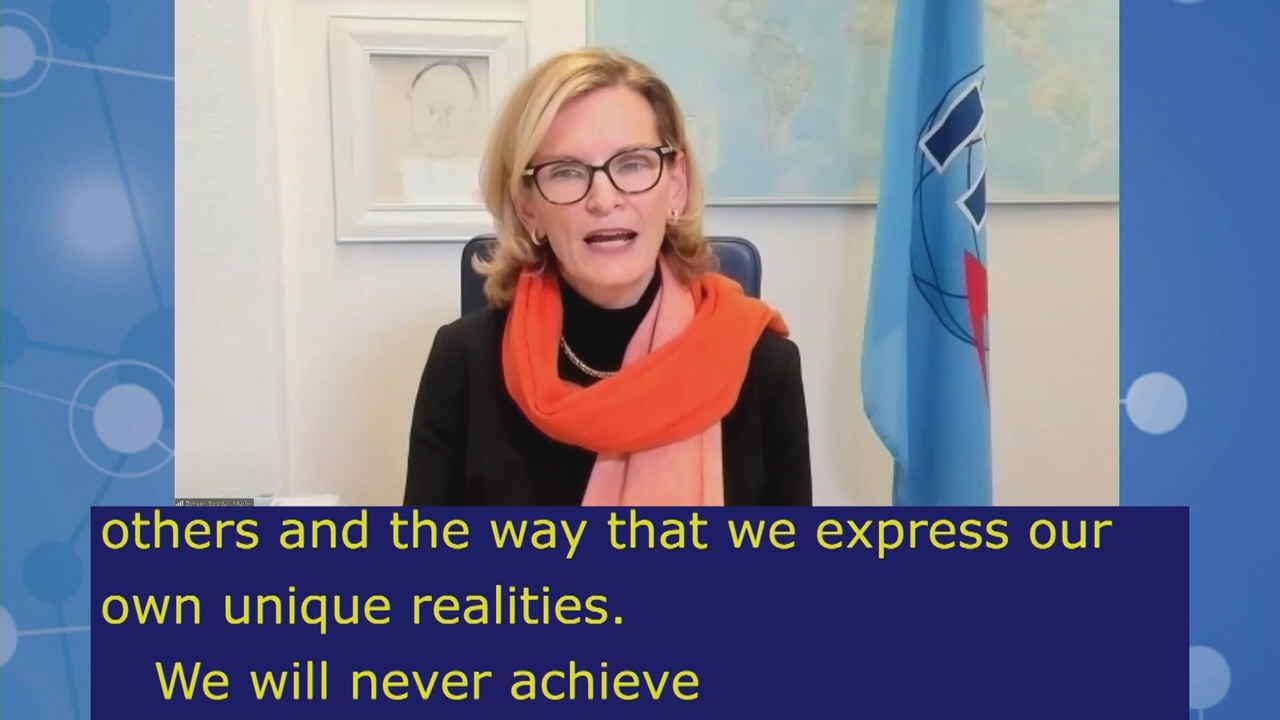 others and the way that we express our
own unique realities.
We will never achieve